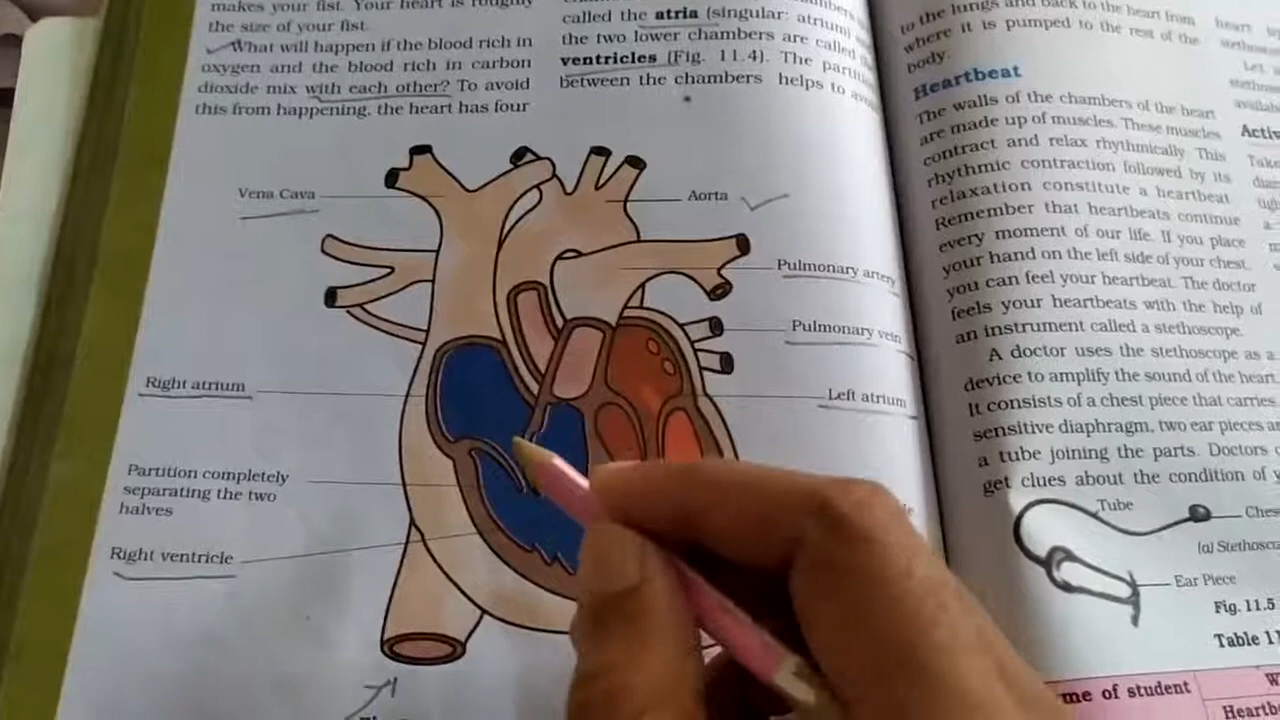 makes your fist. Your heart is roughly
the size of your fist.
What will happen if the blood rich in
oxygen and the blood rich in carbon
dioxide mix with each other? To avoid
this from happening, the heart has four
called the atria (singular: atrium)
the two lower chambers are called
ventricles (Fig. 11.4). The
between the chambers helps to
Vena Cava
Aorta
Pulmonary artery
Pulmonary vein
Right atrium
Left atrium
Partition completely
separating the two
halves
Right ventricle
to the lungs and back to the heart from
where it is pumped to the rest of the
body.
Heartbeat
The walls of the chambers of the heart
are made up of muscles. These muscles
contract and relax rhythmically. This
rhythmic contraction followed by its
relaxation constitute a heartbeat
Remember that heartbeats continue
every moment of our life. If you place
your hand on the left side of your chest
you can feel your heartbeat. The doctor
feels your heartbeats with the help of
an instrument called a stethoscope.
A doctor uses the stethoscope as a
device to amplify the sound of the heart.
It consists of a chest piece that carries
sensitive diaphragm, two ear pieces
a tube joining the parts. Doctors
get clues about the condition of
Tube
Ear Piece
Fig. 11.5
Table
me of student
heart
Let
Take